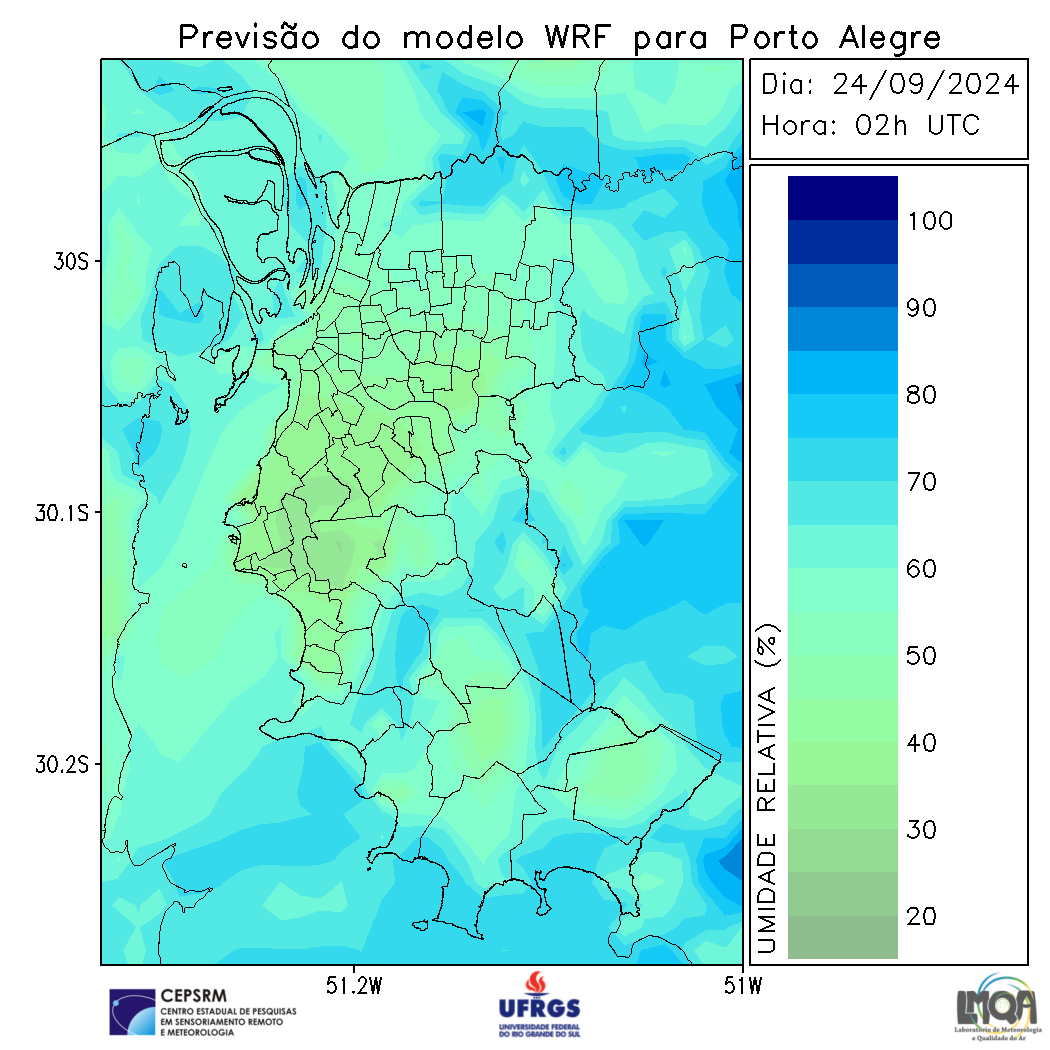 Previsão do modelo WRF para Porto Alegre
Dia: 24/09/2024
Hora: 02h UTC
30S
30.1S
30.2S
51.2W
51W
100
90
80
70
60
50
40
30
20
UMIDADE RELATIVA (%)
CEPSRM
CENTRO ESTADUAL DE PESQUISAS
EM SENSORIAMENTO REMOTO
E METEOROLOGIA
UFRGS
UNIVERSIDADE FEDERAL
DO RIO GRANDE DO SUL
LMQA
Laboratório de Meteorologia
e Qualidade do Ar